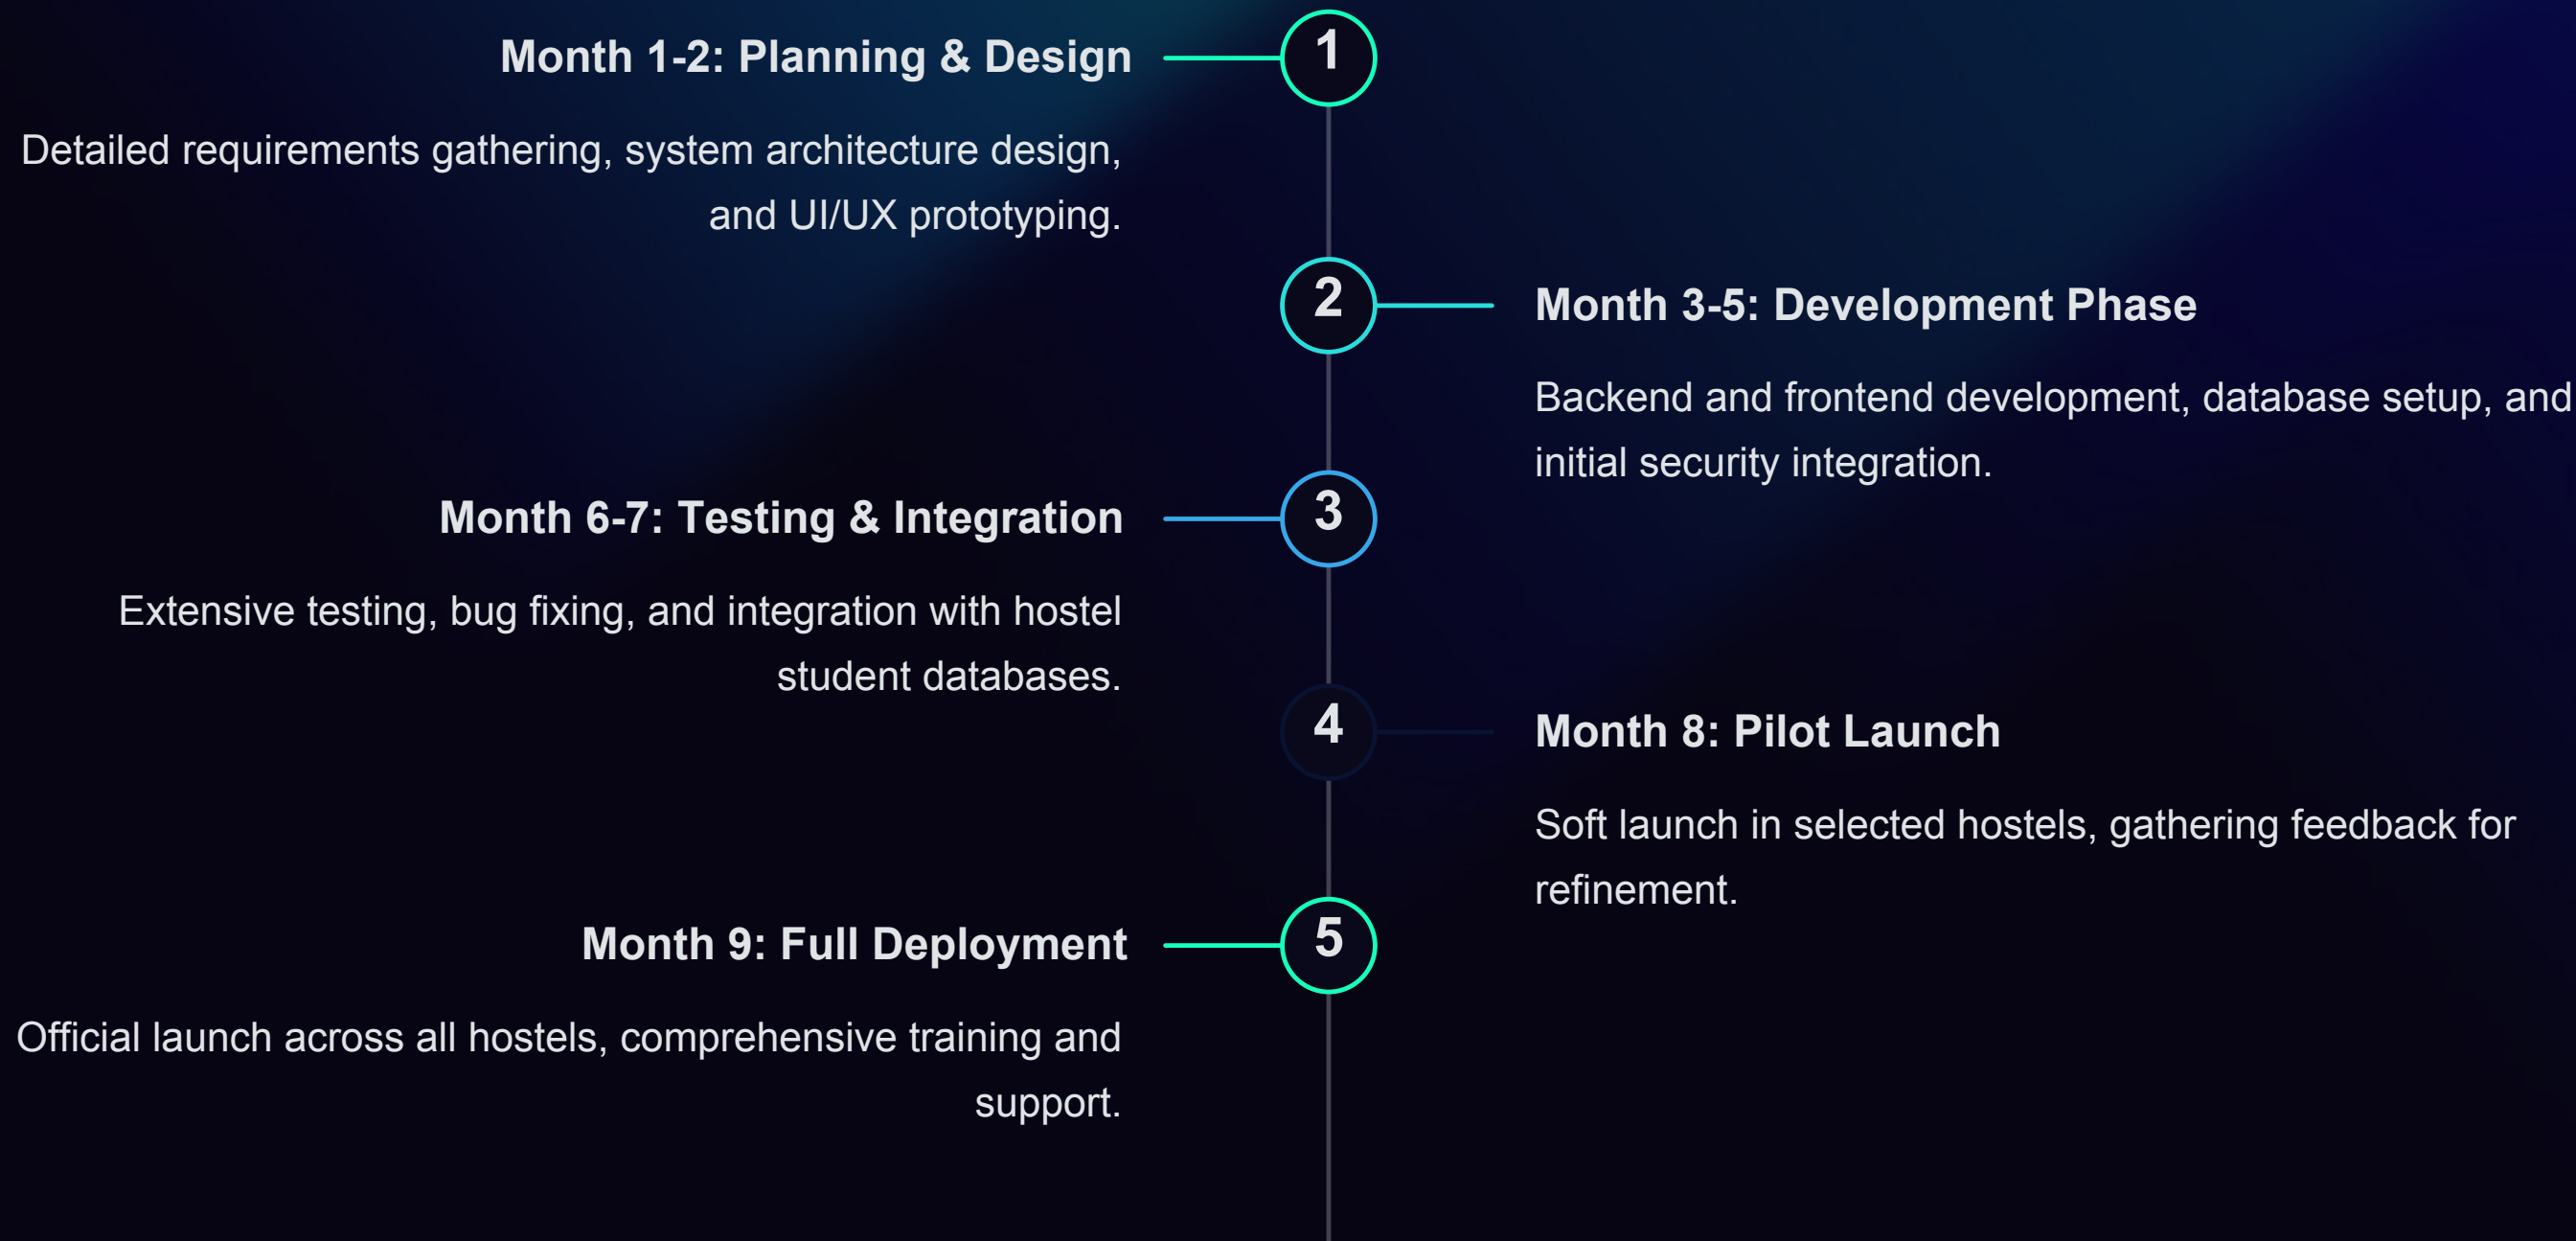 1
Month 1-2: Planning & Design
Detailed requirements gathering, system architecture design,
and UI/UX prototyping.
2
Month 3-5: Development Phase
Backend and frontend development, database setup, and
initial security integration.
3
Month 6-7: Testing & Integration
Extensive testing, bug fixing, and integration with hostel
student databases.
4
Month 8: Pilot Launch
Soft launch in selected hostels, gathering feedback for
refinement.
5
Month 9: Full Deployment
Official launch across all hostels, comprehensive training and
support.